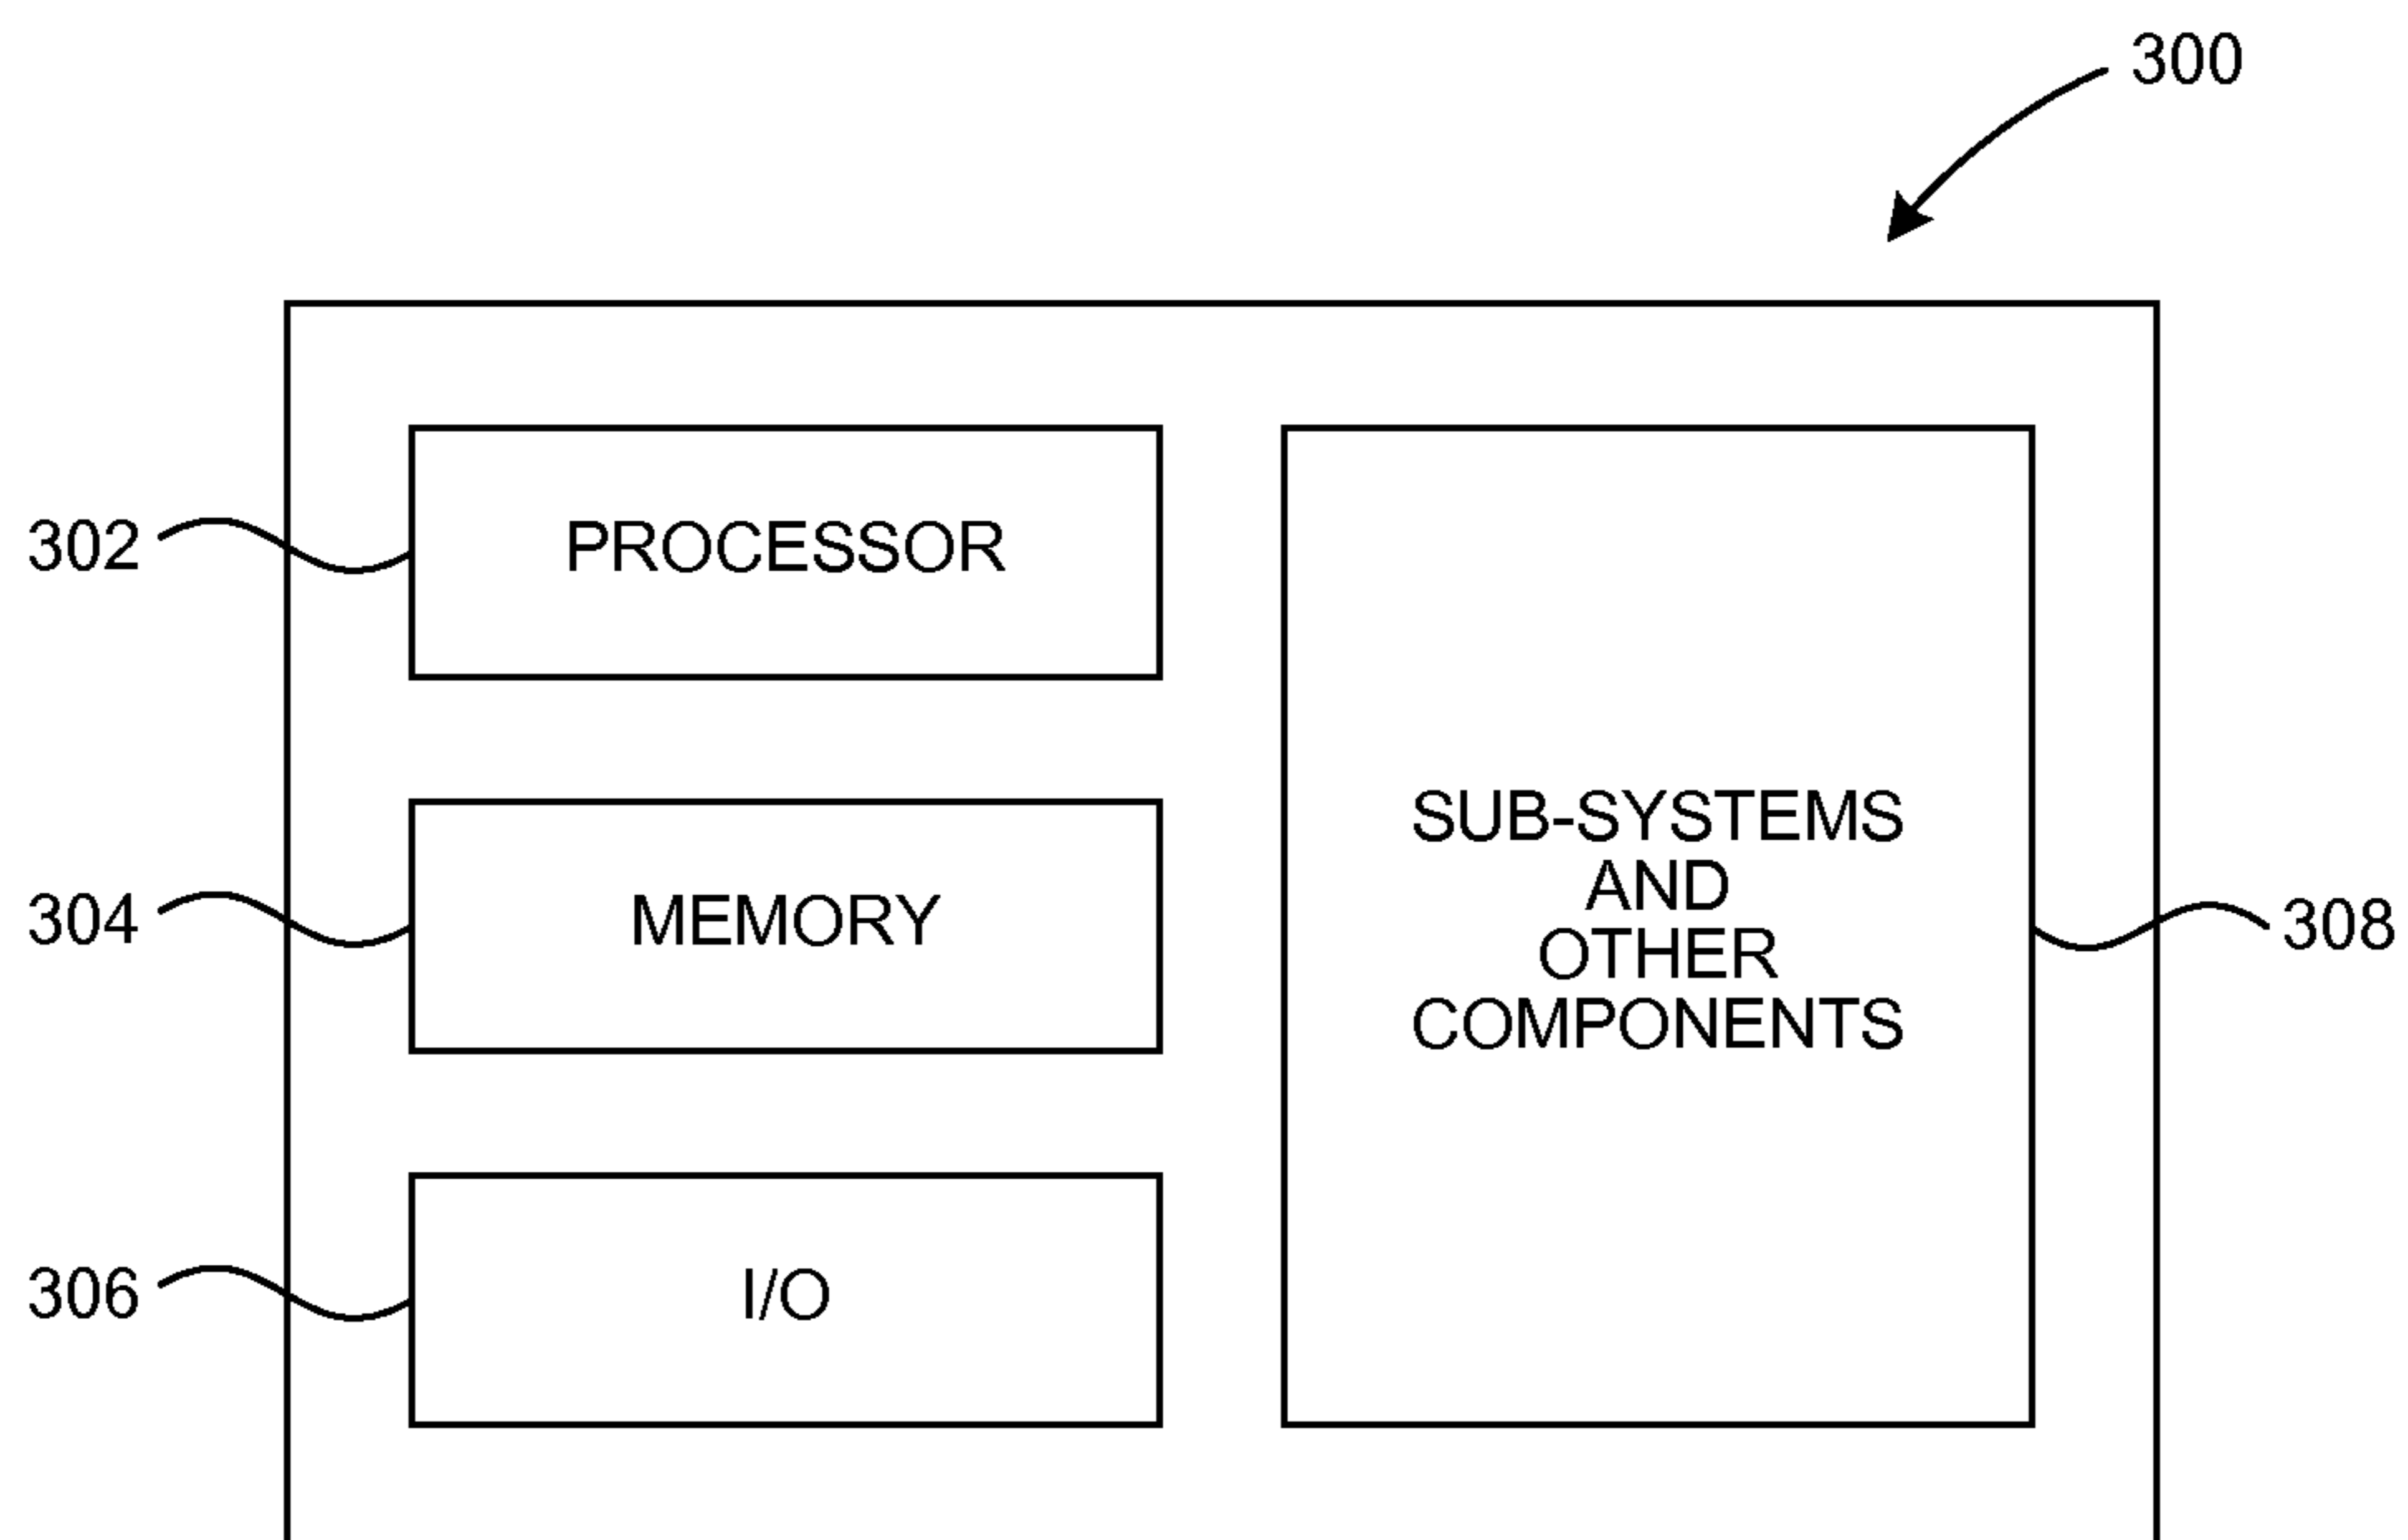 300
302
PROCESSOR
304
MEMORY
306
I/O
SUB-SYSTEMS
AND
OTHER
COMPONENTS
308